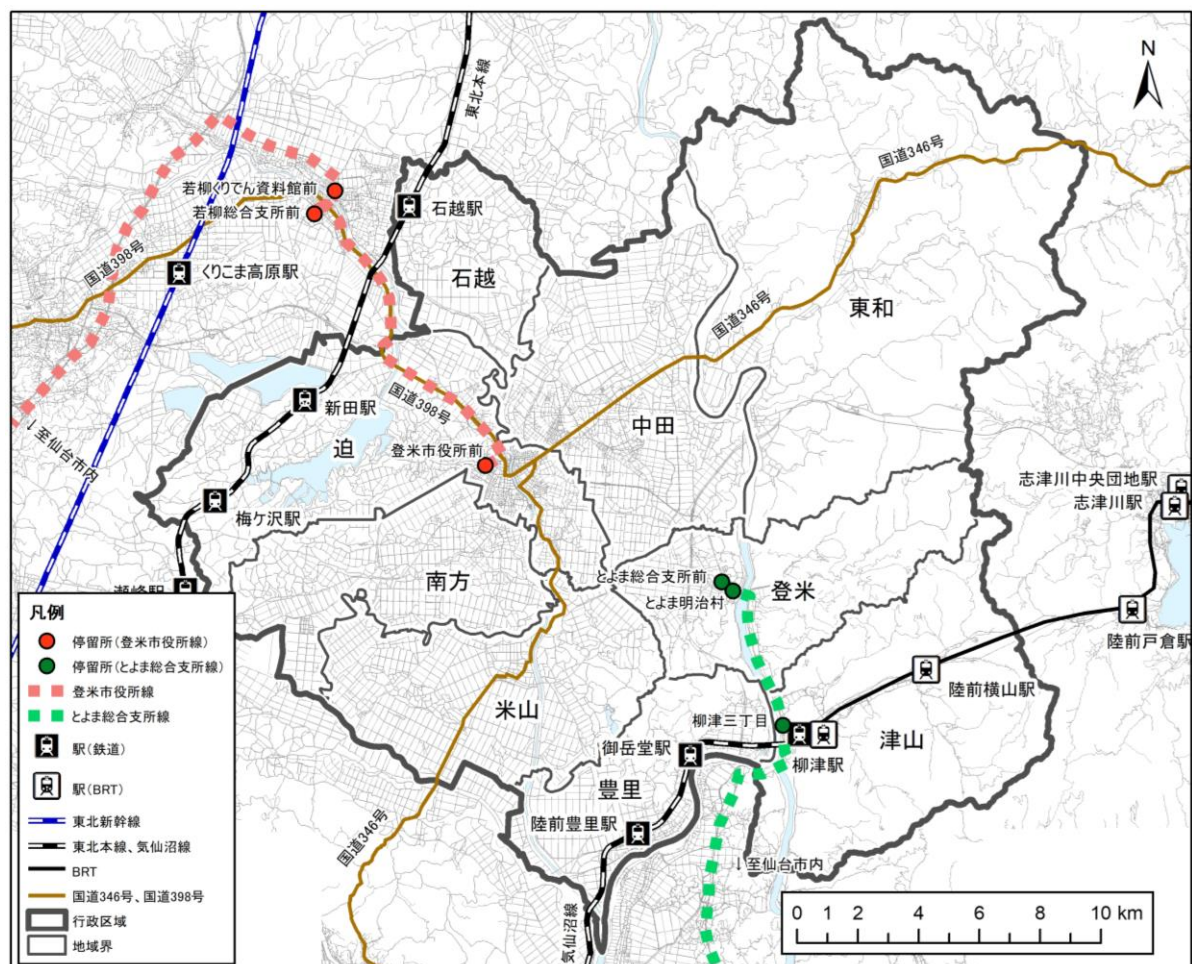 N
東北本線
国道346号
若柳くりでん資料館前
若柳総合支所前
石越駅
国道398号
くりこま高原駅
石越
東和
国道346号
新田駅
国道398号
中田
↓至仙台市内
迫
登米市役所前
志津川中央団地駅
志津川駅
梅ケ沢駅
南方
とよま総合支所前
とよま明治村
登米
瀬峰駅
陸前戸倉駅
陸前横山駅
米山
柳津三丁目
御岳堂駅
津山
柳津駅
豊里
陸前豊里駅
国道346号
↓至仙台市内
気仙沼線
凡例
停留所(登米市役所線)
停留所(とよま総合支所線)
登米市役所線
とよま総合支所線
駅(鉄道)
駅(BRT)
東北新幹線
東北本線、気仙沼線
BRT
国道346号、国道398号
行政区域
地域界
0 1 2 4 6 8 10 km